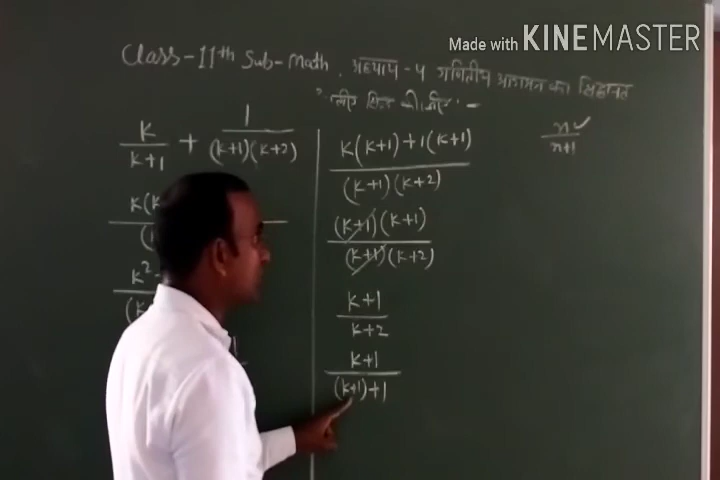 Made with KINEMASTER
Class-11th Sub-Math, अध्याय-4 गणितीय आगमन का सिद्धान्त
k/(k+1) + 1/((k+1)(k+2))
k(k
k²
(k
k(k+1)+1(k+1)/((k+1)(k+2))
(k+1)(k+1)/((k+1)(k+2))
k+1/(k+2)
k+1/((k+1)+1)
n✓/(n+1)